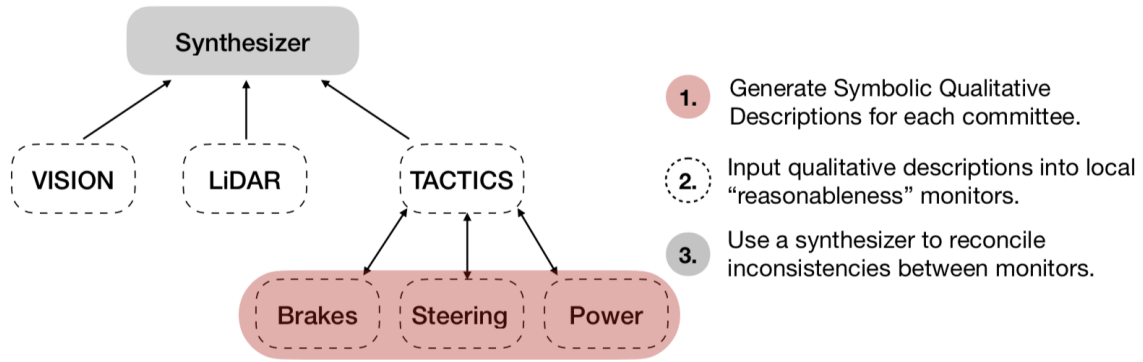 Synthesizer
VISION
LiDAR
TACTICS
Brakes
Steering
Power
1. Generate Symbolic Qualitative
Descriptions for each committee.
2. Input qualitative descriptions into local
“reasonableness” monitors.
3. Use a synthesizer to reconcile
inconsistencies between monitors.